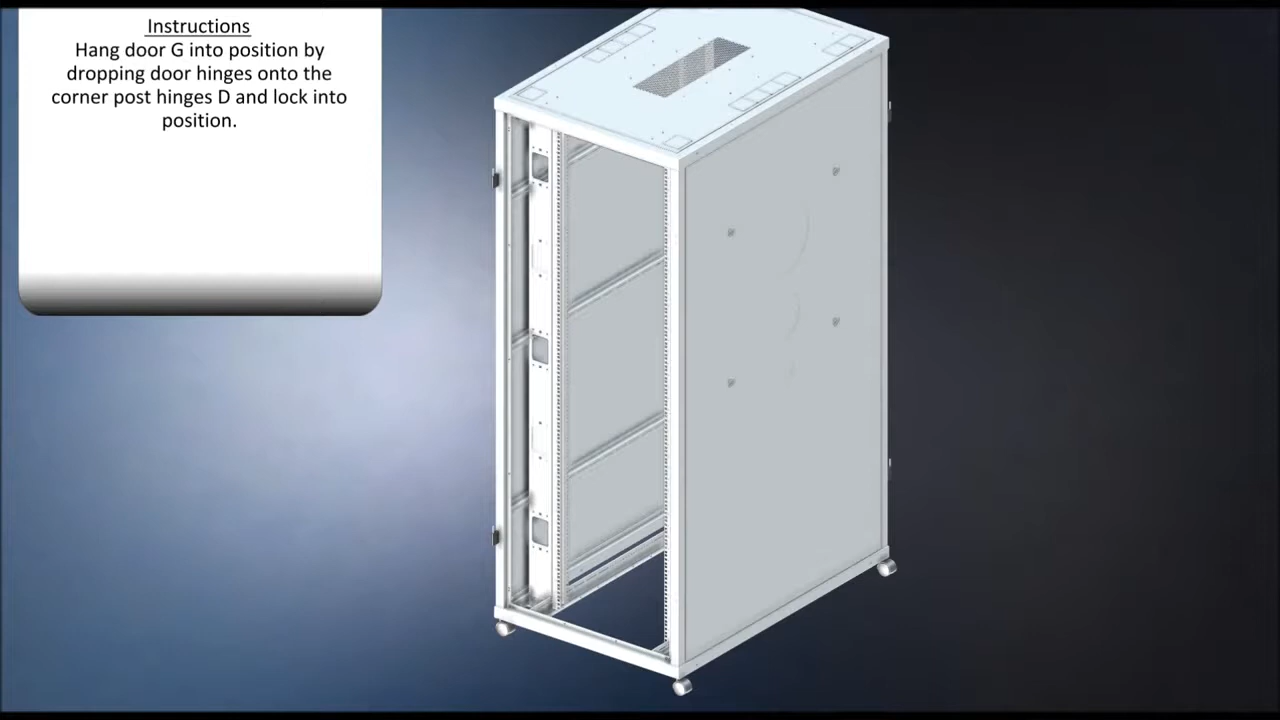 Instructions
Hang door G into position by
dropping door hinges onto the
corner post hinges D and lock into
position.